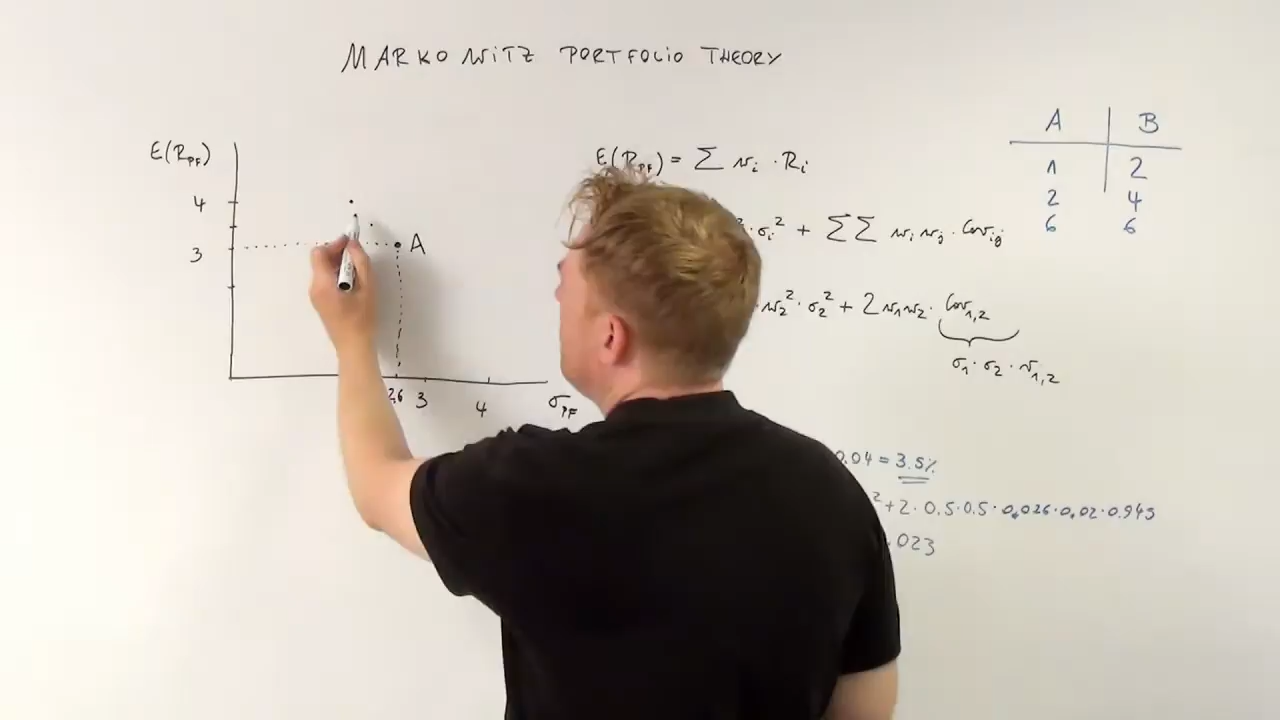 MARKOWITZ PORTFOLIO THEORY
E(R_PF)
4
3
A
2,6 3 4 σ_PF
E(R_PF) = Σ w_i · R_i
· σ_i² + ΣΣ w_i w_j · Cov_ij
· w_2² · σ_2² + 2 w_1 w_2 · Cov_1,2
σ_1 · σ_2 · r_1,2
A B
1 2
2 4
6 6
0.04 = 3.5%
² + 2 · 0.5 · 0.5 · 0.026 · 0.02 · 0.945
.023